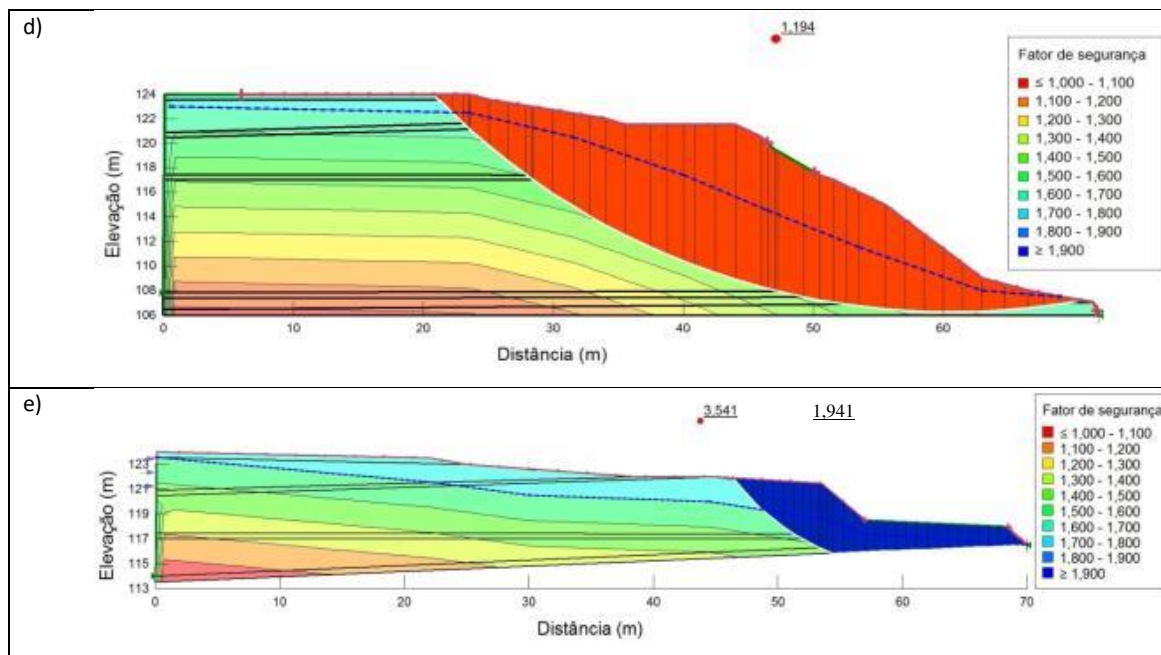 d)
1,194
Fator de segurança
≤ 1,000 - 1,100
1,100 - 1,200
1,200 - 1,300
1,300 - 1,400
1,400 - 1,500
1,500 - 1,600
1,600 - 1,700
1,700 - 1,800
1,800 - 1,900
≥ 1,900
Elevação (m)
124
122
120
118
116
114
112
110
108
106
0
10
20
30
40
50
60
Distância (m)
e)
3,541
1,941
Fator de segurança
≤ 1,000 - 1,100
1,100 - 1,200
1,200 - 1,300
1,300 - 1,400
1,400 - 1,500
1,500 - 1,600
1,600 - 1,700
1,700 - 1,800
1,800 - 1,900
≥ 1,900
Elevação (m)
123
121
119
117
115
113
0
10
20
30
40
50
60
70
Distância (m)